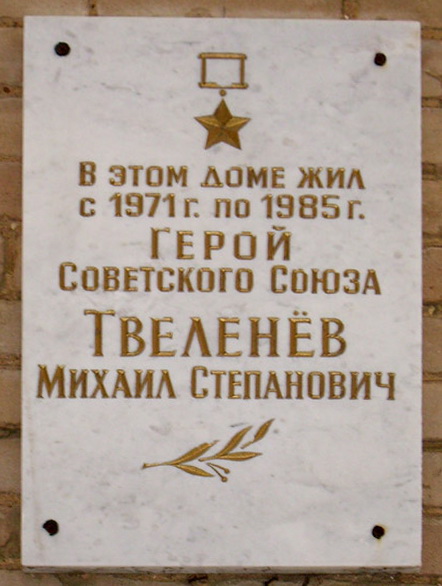 В ЭТОМ ДОМЕ ЖИЛ
С 1971 Г. ПО 1985 Г.
ГЕРОЙ
СОВЕТСКОГО СОЮЗА
ТВЕЛЕНЁВ
МИХАИЛ СТЕПАНОВИЧ